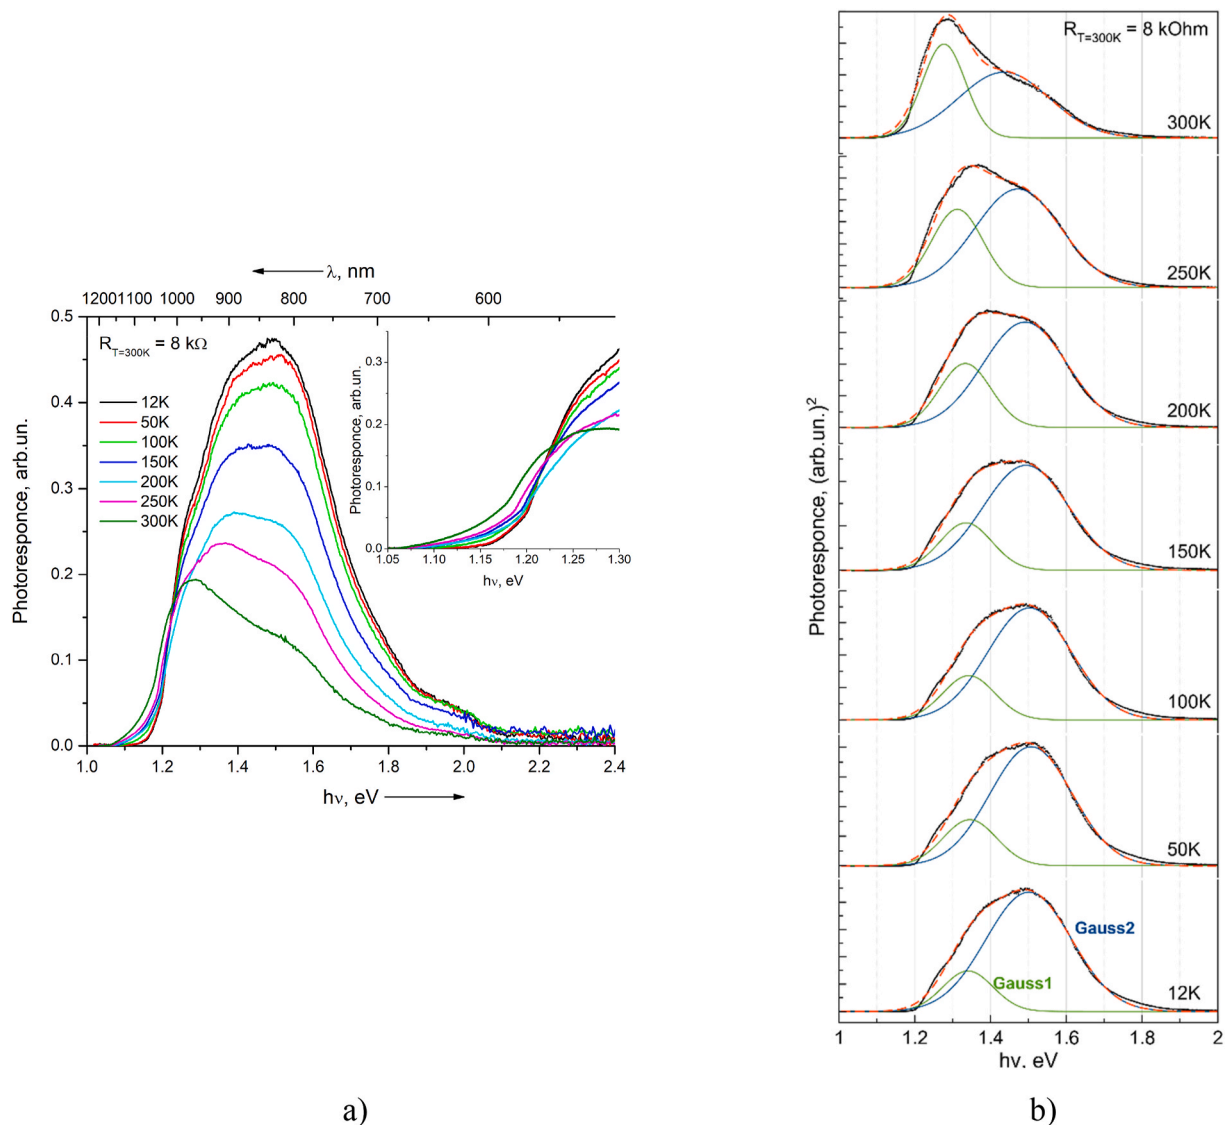 λ, nm
1200 1100 1000 900 800 700 600
0.5
0.4
0.3
0.2
0.1
0.0
Photoresponce, arb.un.
R T=300K = 8 kΩ
12K
50K
100K
150K
200K
250K
300K
1.0 1.2 1.4 1.6 1.8 2.0 2.2 2.4
hν, eV
Photoresponce, arb.un.
0.3
0.2
0.1
0.0
1.05 1.10 1.15 1.20 1.25 1.30
hν, eV
a)
Photoresponce, (arb.un.)²
R T=300K = 8 kOhm
300K
250K
200K
150K
100K
50K
Gauss2
Gauss1
12K
1 1.2 1.4 1.6 1.8 2
hν, eV
b)